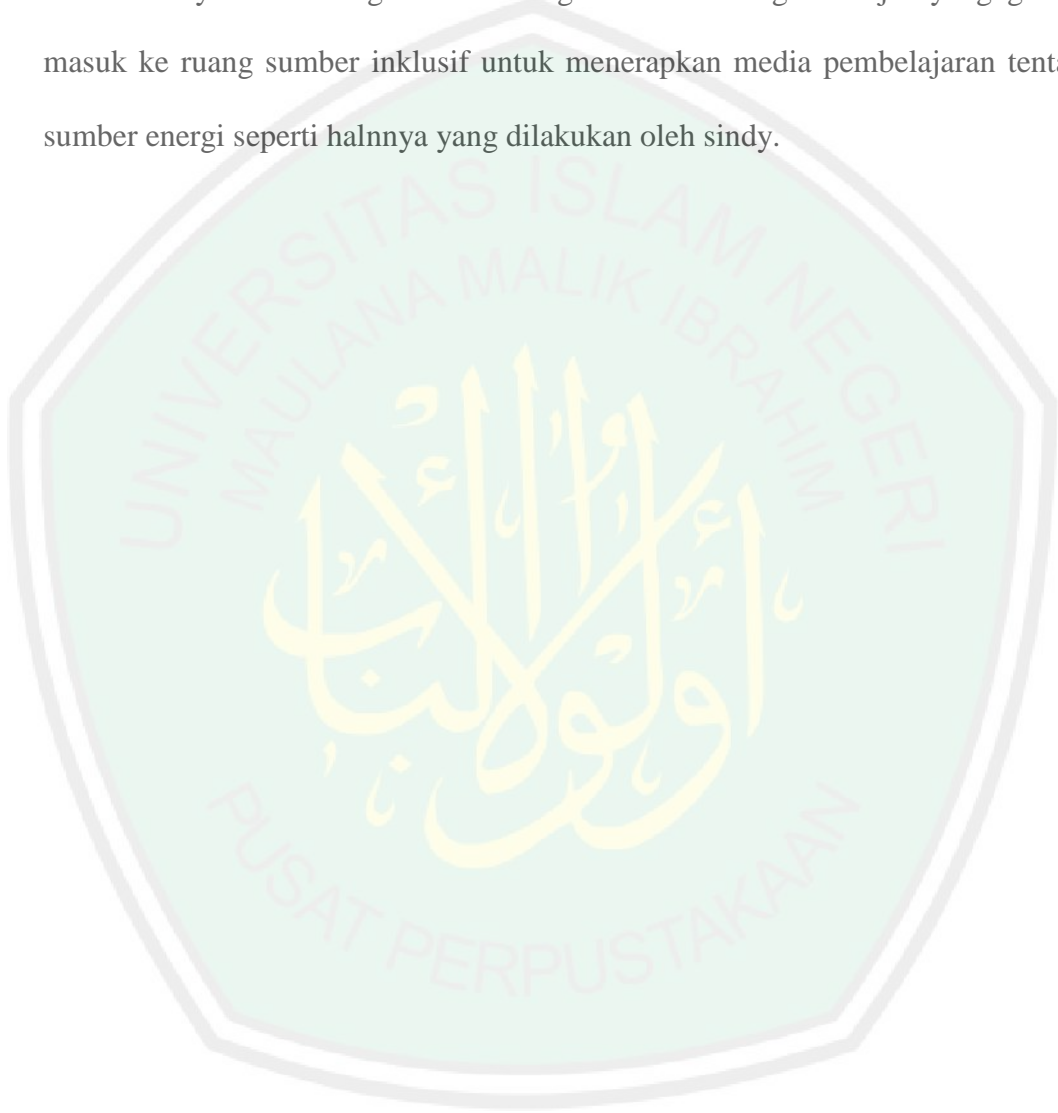 masuk ke ruang sumber inklusif untuk menerapkan media pembelajaran
sumber energi seperti halnnya yang dilakukan oleh sindy.
UNIVERSITAS ISLAM NEGERI
MAULANA MALIK IBRAHIM
أولوا الألباب
PUSAT PERPUSTAKAAN